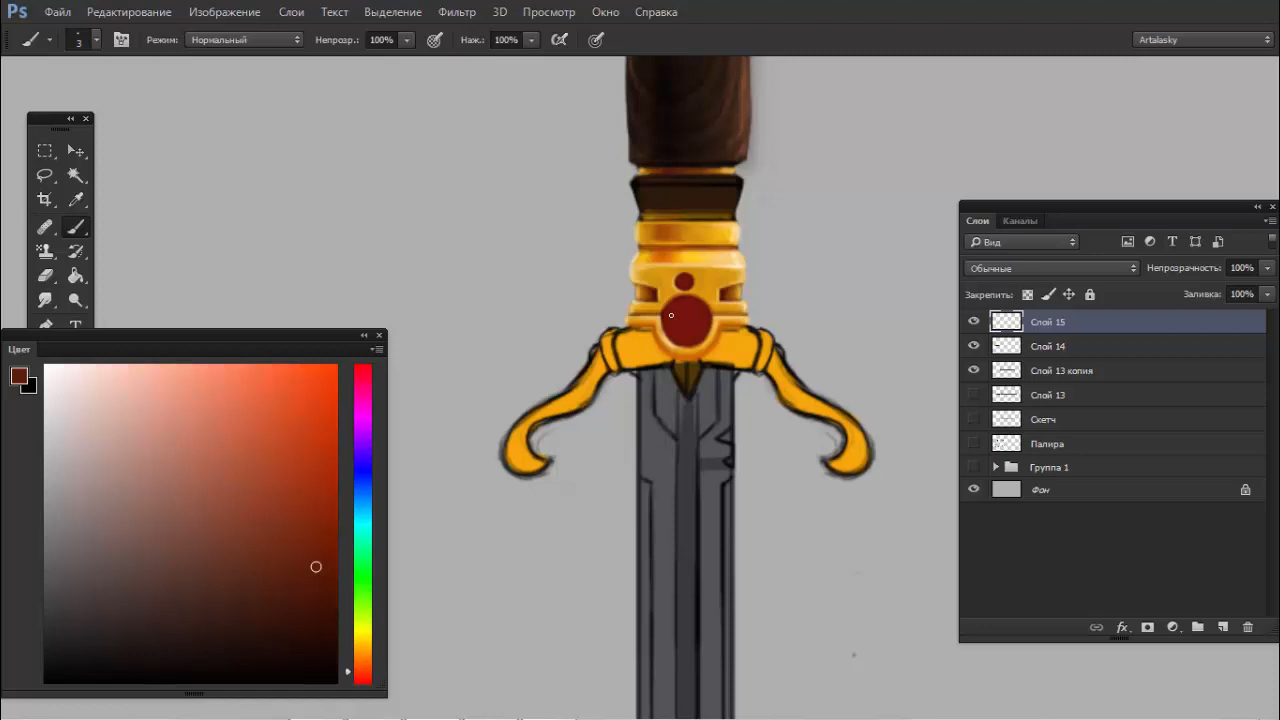 Ps Файл Редактирование Изображение Слои Текст Выделение Фильтр 3D Просмотр Окно Справка
3 Режим: Нормальный Непрозр.: 100% Наж.: 100% Artalasky
Слои Каналы
Вид
Обычные Непрозрачность: 100%
Закрепить: Заливка: 100%
Слой 15
Слой 14
Слой 13 копия
Слой 13
Скетч
Палира
Группа 1
Фон
Цвет